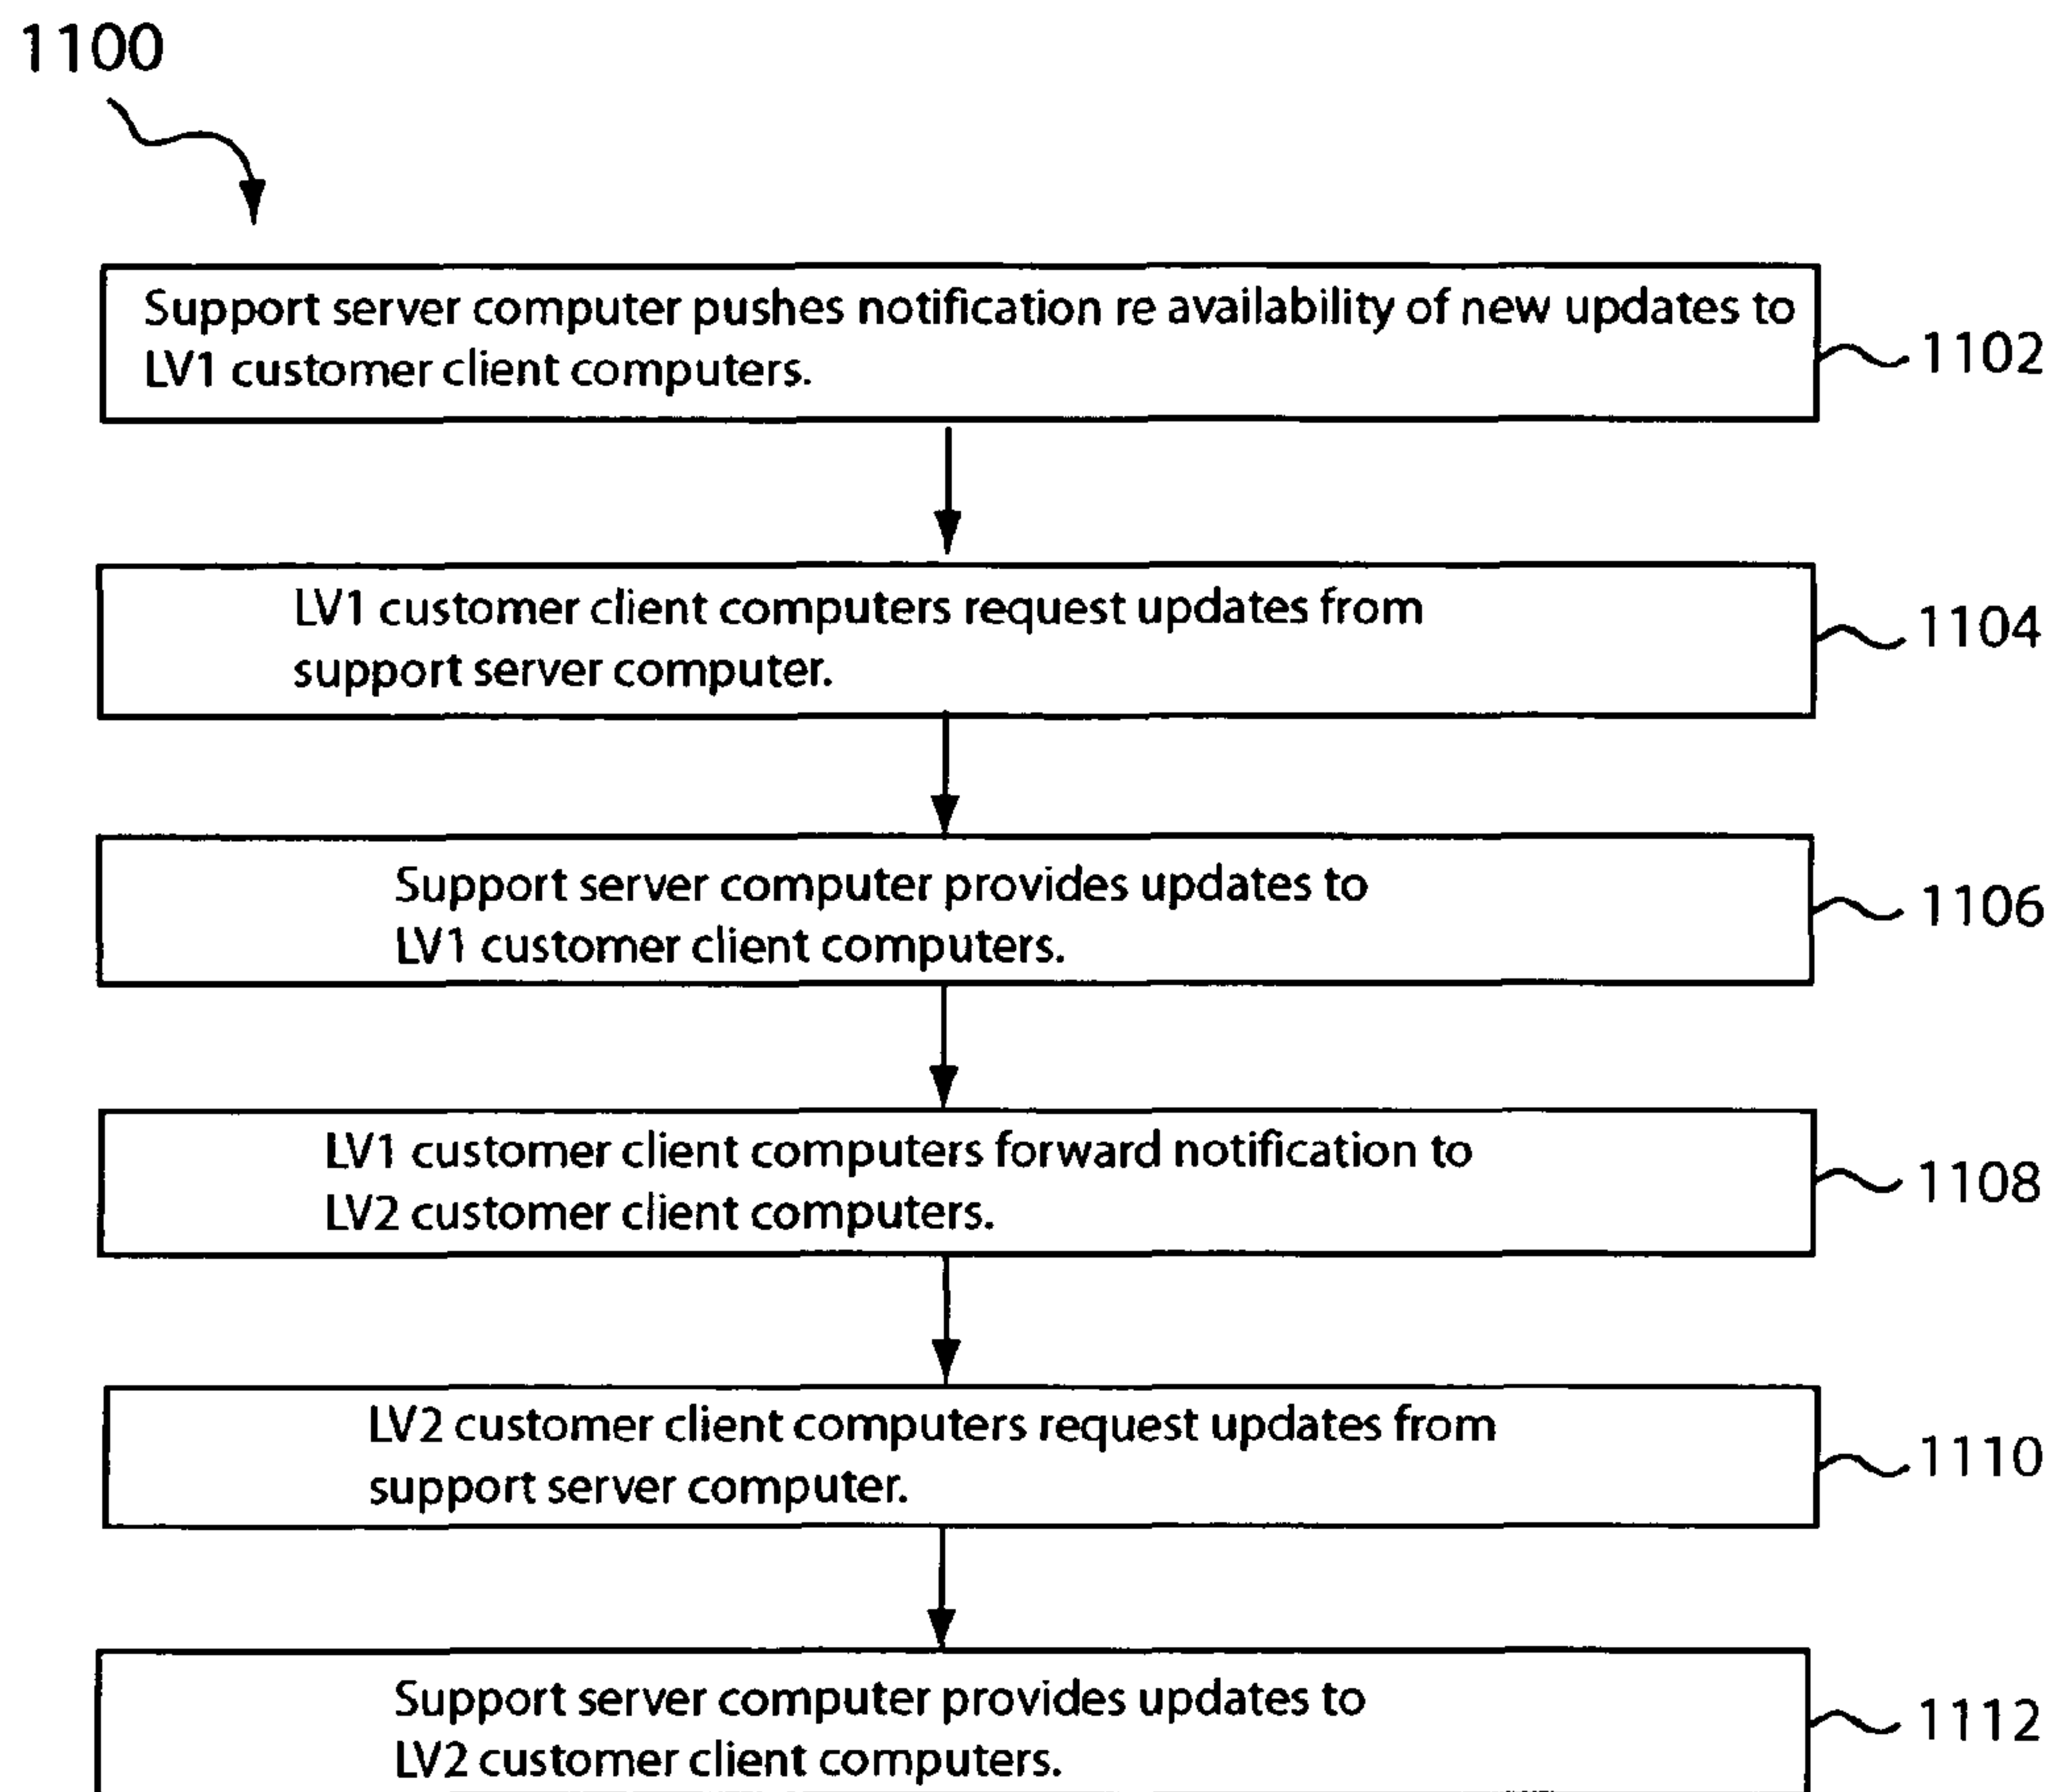 1100
Support server computer pushes notification re availability of new updates to
LV1 customer client computers.
1102
LV1 customer client computers request updates from
support server computer.
1104
Support server computer provides updates to
LV1 customer client computers.
1106
LV1 customer client computers forward notification to
LV2 customer client computers.
1108
LV2 customer client computers request updates from
support server computer.
1110
Support server computer provides updates to
LV2 customer client computers.
1112